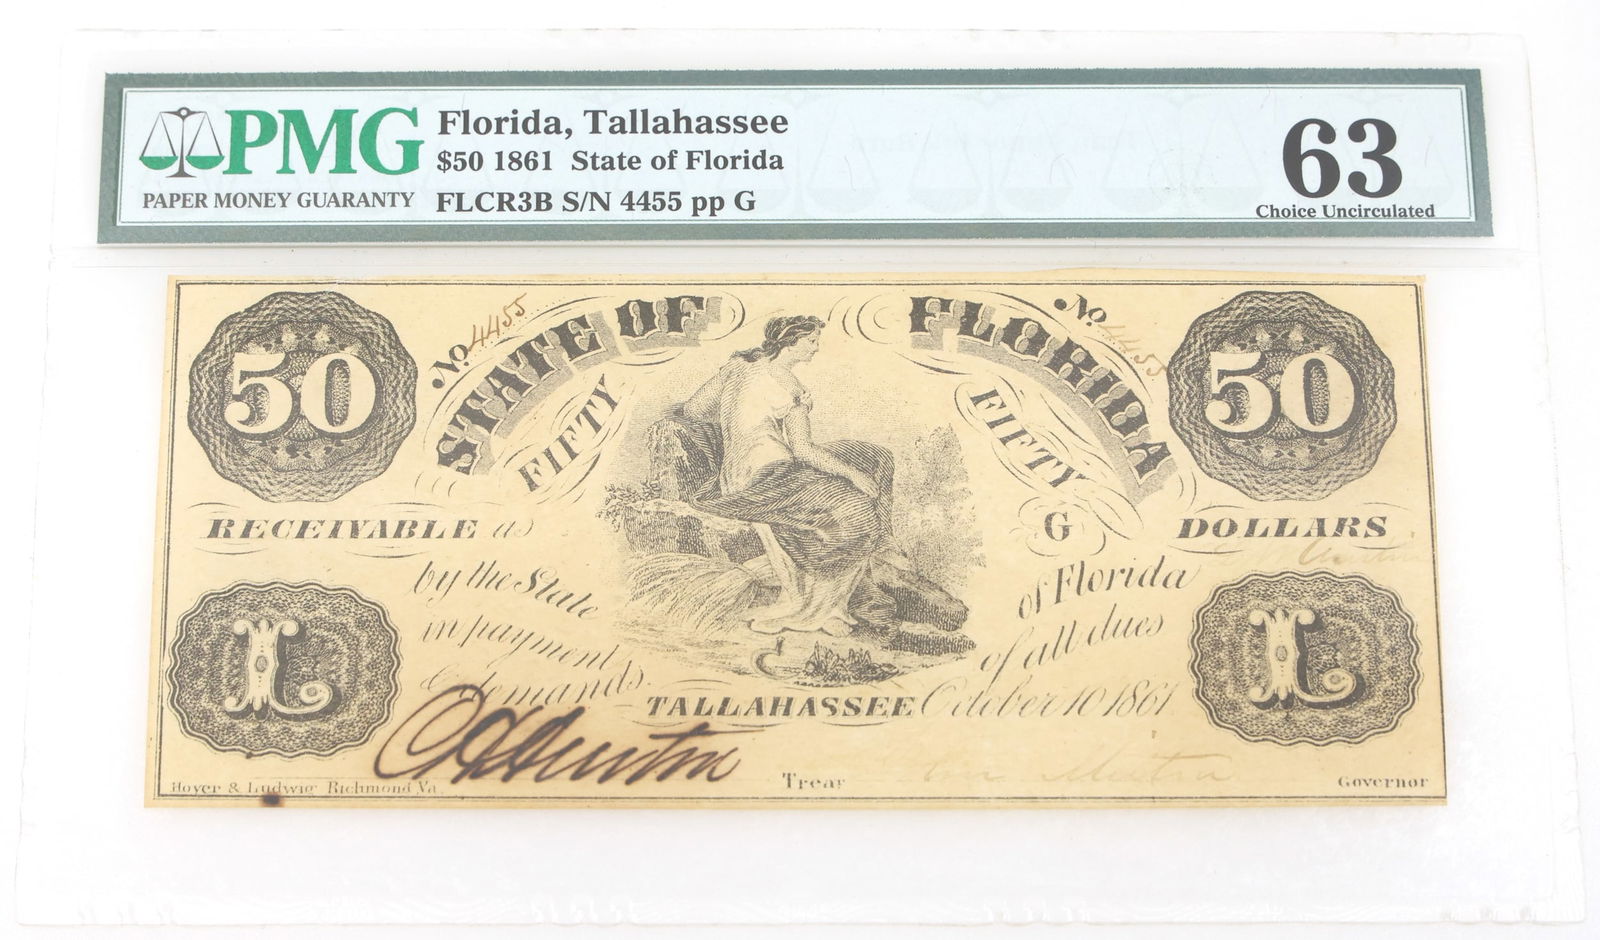 PMG
PAPER MONEY GUARANTY
Florida, Tallahassee
$50 1861 State of Florida
FLCR3B S/N 4455 pp G
63
Choice Uncirculated
50
No 4455
STATE OF FLORIDA
No 4455
50
FIFTY
FIFTY
RECEIVABLE as
G
DOLLARS
by the State
of Florida
in payment
of all dues
& demands.
L
L
TALLAHASSEE October 10 1861
Hoyer & Ludwig Richmond Va.
Trear
Governor